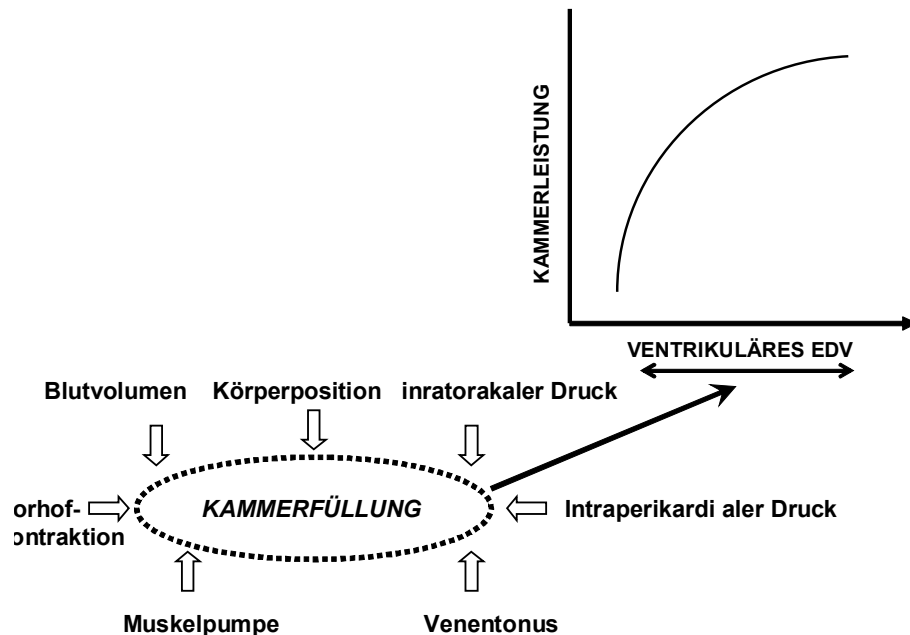 KAMMERLEISTUNG
VENTRIKULÄRES EDV
Blutvolumen Körperposition inratorakaler Druck
orhof-
ontraktion
KAMMERFÜLLUNG
Intraperikardi aler Druck
Muskelpumpe Venentonus